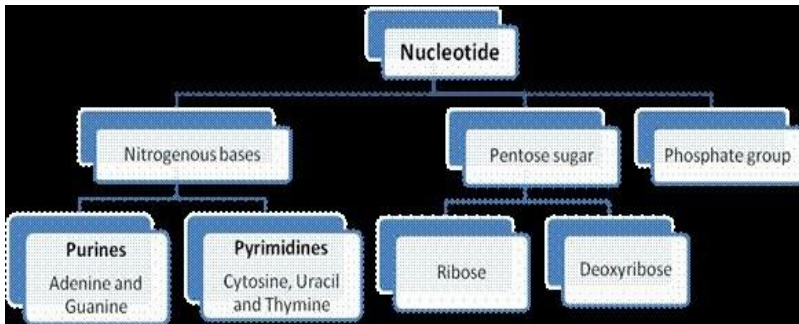 Nucleotide
Nitrogenous bases
Pentose sugar
Phosphate group
Purines
Adenine and
Guanine
Pyrimidines
Cytosine, Uracil
and Thymine
Ribose
Deoxyribose